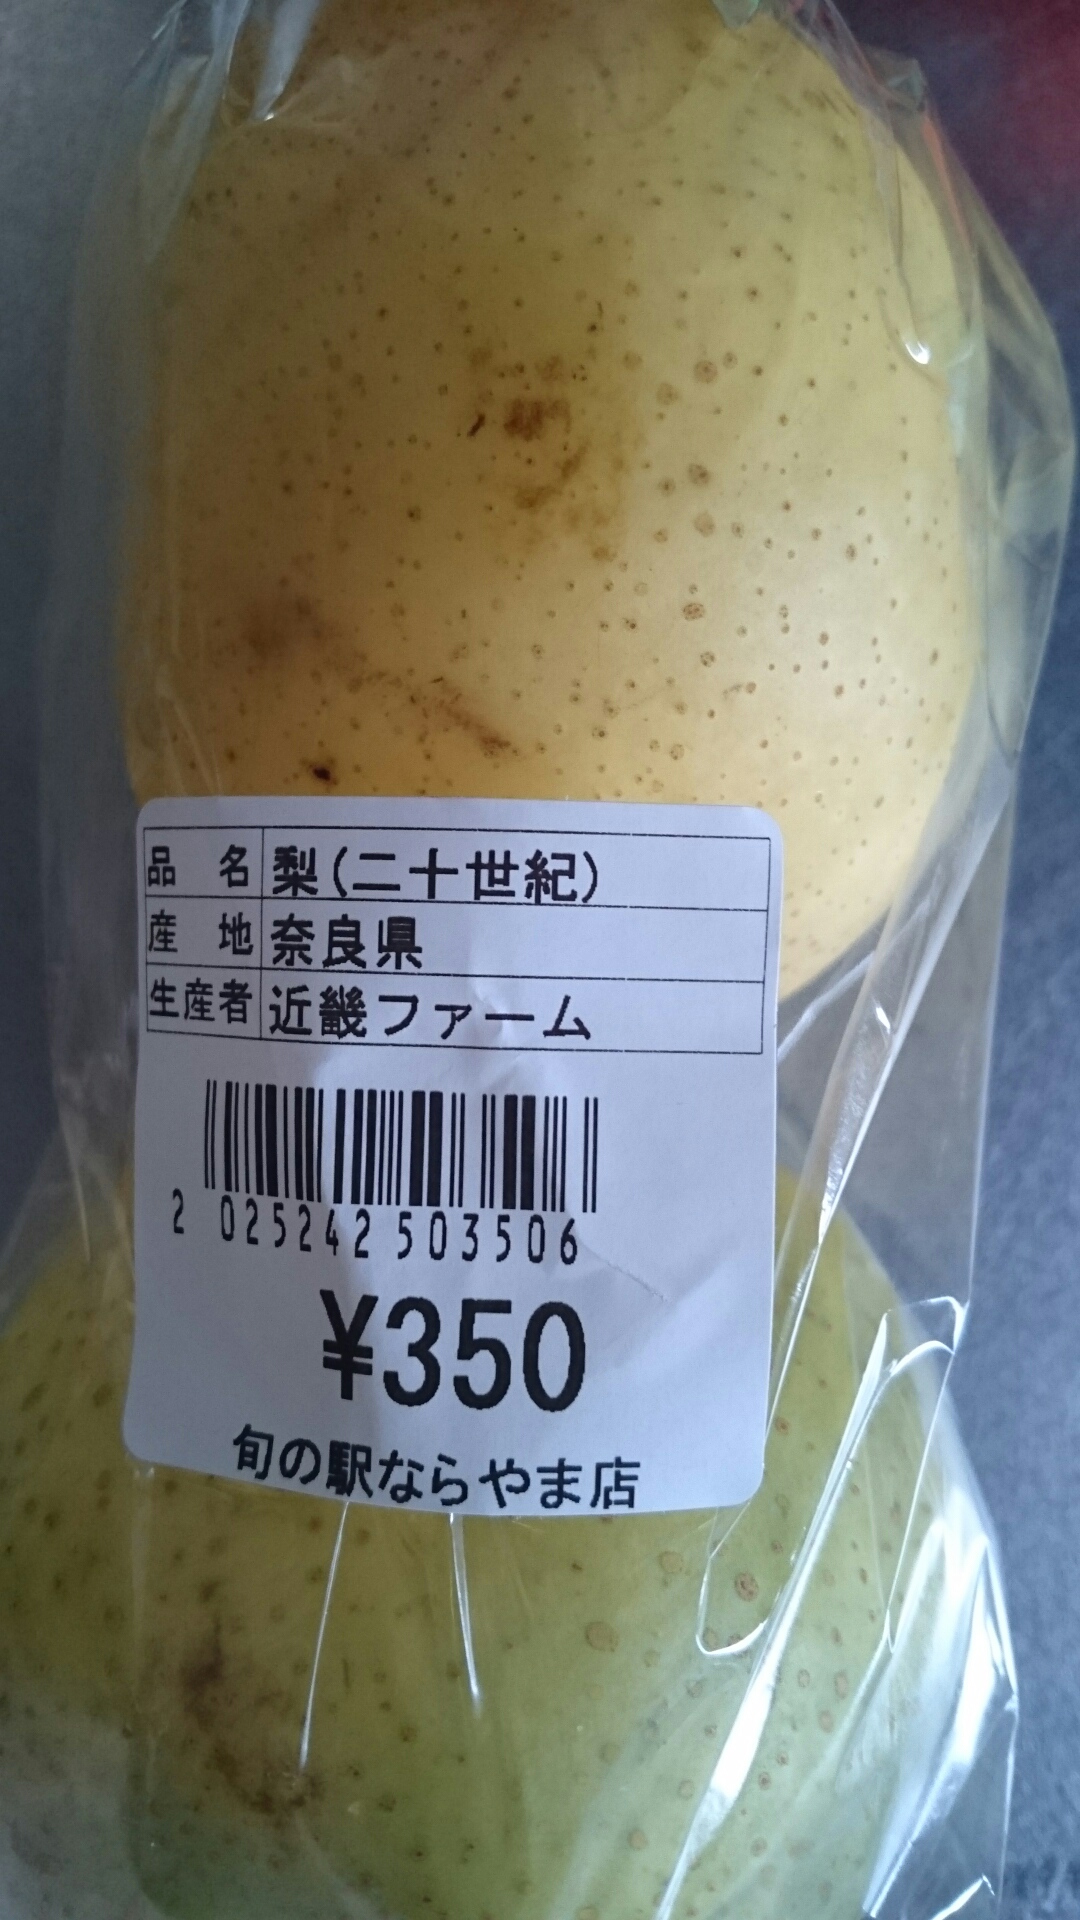 品 名 梨(二十世紀)
産 地 奈良県
生産者 近畿ファーム
2 025242 503506
¥350
旬の駅ならやま店